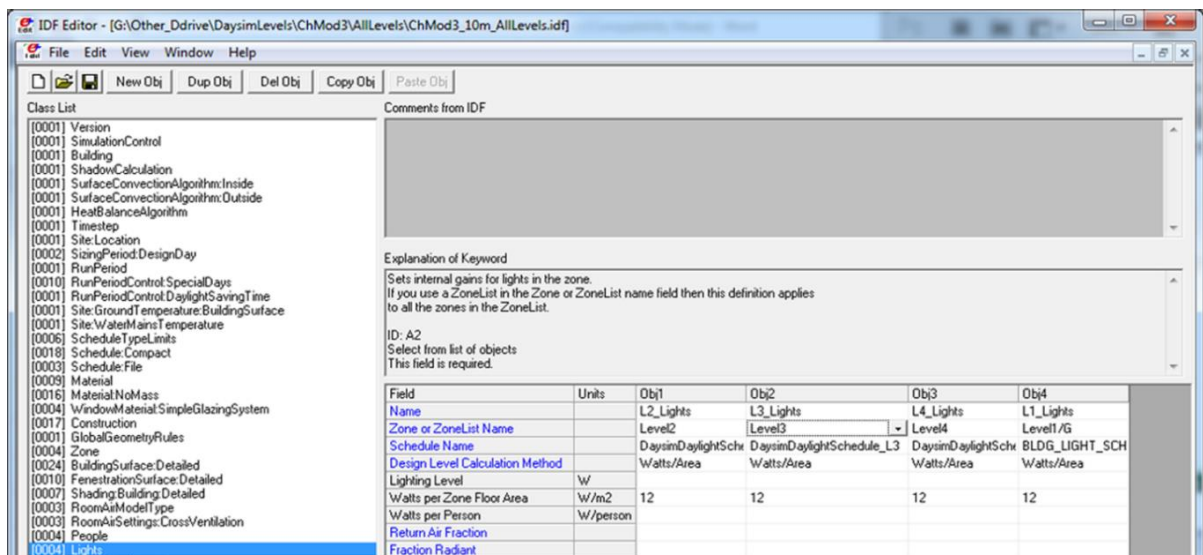 IDF Editor - [G:\Other_Ddrive\DaysimLevels\ChMod3\AllLevels\ChMod3_10m_AllLevels.idf]
File Edit View Window Help
New Obj Dup Obj Del Obj Copy Obj Paste Obj
Class List
[0001] Version
[0001] SimulationControl
[0001] Building
[0001] ShadowCalculation
[0001] SurfaceConvectionAlgorithm:Inside
[0001] SurfaceConvectionAlgorithm:Outside
[0001] HeatBalanceAlgorithm
[0001] Timestep
[0001] Site:Location
[0002] SizingPeriod:DesignDay
[0001] RunPeriod
[0010] RunPeriodControl:SpecialDays
[0001] RunPeriodControl:DaylightSavingTime
[0001] Site:GroundTemperature:BuildingSurface
[0001] Site:WaterMainsTemperature
[0006] ScheduleTypeLimits
[0018] Schedule:Compact
[0003] Schedule:File
[0009] Material
[0016] Material:NoMass
[0004] WindowMaterial:SimpleGlazingSystem
[0017] Construction
[0001] GlobalGeometryRules
[0004] Zone
[0024] BuildingSurface:Detailed
[0010] FenestrationSurface:Detailed
[0007] Shading:Building:Detailed
[0003] RoomAirModelType
[0003] RoomAirSettings:CrossVentilation
[0004] People
[0004] Lights
Comments from IDF
Explanation of Keyword
Sets internal gains for lights in the zone.
If you use a ZoneList in the Zone or ZoneList name field then this definition applies
to all the zones in the ZoneList.
ID: A2
Select from list of objects
This field is required.
Field Units Obj1 Obj2 Obj3 Obj4
Name L2_Lights L3_Lights L4_Lights L1_Lights
Zone or ZoneList Name Level2 Level3 Level4 Level1/G
Schedule Name DaysimDaylightSche DaysimDaylightSchedule_L3 DaysimDaylightSche BLDG_LIGHT_SCH
Design Level Calculation Method Watts/Area Watts/Area Watts/Area Watts/Area
Lighting Level W
Watts per Zone Floor Area W/m2 12 12 12 12
Watts per Person W/person
Return Air Fraction
Fraction Radiant